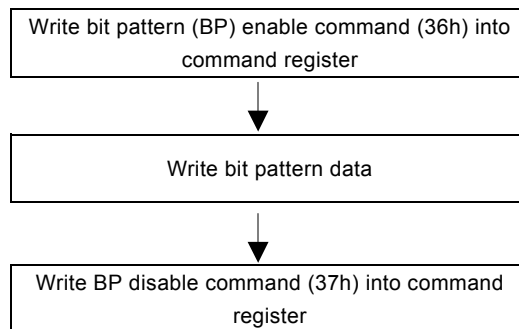 Write bit pattern (BP) enable command (36h) into
command register
Write bit pattern data
Write BP disable command (37h) into command
register